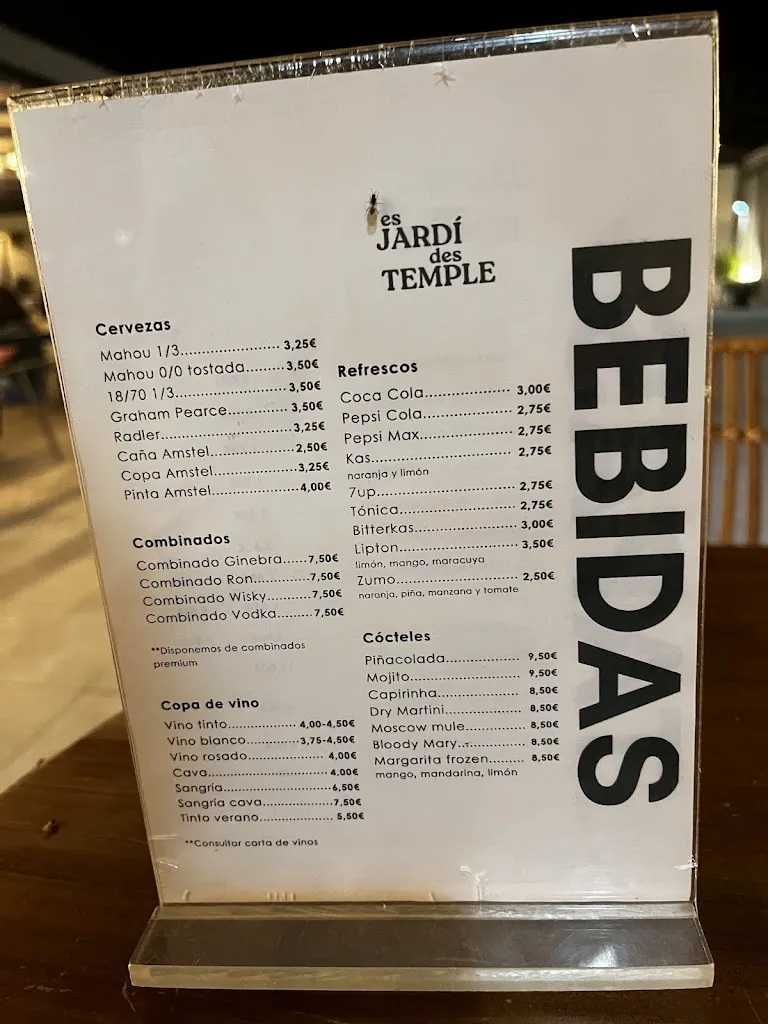 es
JARDÍ
des
TEMPLE
BEBIDAS
Cervezas
Mahou 1/3........................ 3,25€
Mahou 0/0 tostada.........3,50€
18/70 1/3..........................3,50€
Graham Pearce..............3,50€
Radler..............................3,25€
Caña Amstel....................2,50€
Copa Amstel....................3,25€
Pinta Amstel....................4,00€
Combinados
Combinado Ginebra......7,50€
Combinado Ron.............7,50€
Combinado Wisky..........7,50€
Combinado Vodka.........7,50€
**Disponemos de combinados
premium
Copa de vino
Vino tinto................ 4,00-4,50€
Vino blanco............3,75-4,50€
Vino rosado.................. 4,00€
Cava..............................4,00€
Sangría..........................6,50€
Sangría cava.................7,50€
Tinto verano.................. 5,50€
**Consultar carta de vinos
Refrescos
Coca Cola.................... 3,00€
Pepsi Cola.................... 2,75€
Pepsi Max..................... 2,75€
Kas................................ 2,75€
naranja y limón
7up................................2,75€
Tónica...........................2,75€
Bitterkas........................ 3,00€
Lipton............................ 3,50€
limón, mango, maracuya
Zumo............................ 2,50€
naranja, piña, manzana y tomate
Cócteles
Piñacolada.................. 9,50€
Mojito............................ 9,50€
Capirinha..................... 8,50€
Dry Martini....................8,50€
Moscow mule...............8,50€
Bloody Mary................. 8,50€
Margarita frozen......... 8,50€
mango, mandarina, limón